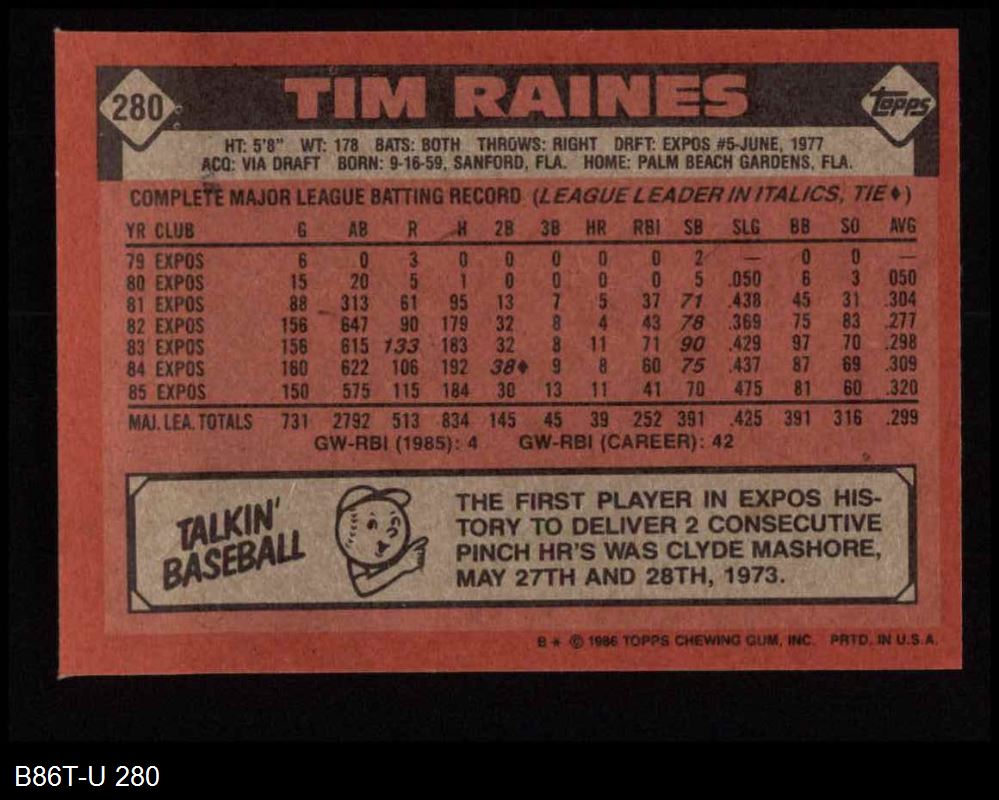 280 TIM RAINES Topps
HT: 5'8" WT: 178 BATS: BOTH THROWS: RIGHT DRFT: EXPOS #5-JUNE, 1977
ACQ: VIA DRAFT BORN: 9-16-59, SANFORD, FLA. HOME: PALM BEACH GARDENS, FLA.
COMPLETE MAJOR LEAGUE BATTING RECORD (LEAGUE LEADER IN ITALICS, TIE♦)
YR CLUB G AB R H 2B 3B HR RBI SB SLG BB SO AVG
79 EXPOS 6 0 3 0 0 0 0 0 2 — 0 0 —
80 EXPOS 15 20 5 1 0 0 0 0 5 .050 6 3 .050
81 EXPOS 88 313 61 95 13 7 5 37 71 .438 45 31 .304
82 EXPOS 156 647 90 179 32 8 4 43 78 .369 75 83 .277
83 EXPOS 156 615 133 183 32 8 11 71 90 .429 97 70 .298
84 EXPOS 160 622 106 192 38♦ 9 8 60 75 .437 87 69 .309
85 EXPOS 150 575 115 184 30 13 11 41 70 .475 81 60 .320
MAJ. LEA. TOTALS 731 2792 513 834 145 45 39 252 391 .425 391 316 .299
GW-RBI (1985): 4 GW-RBI (CAREER): 42
TALKIN'
BASEBALL
THE FIRST PLAYER IN EXPOS HIS-
TORY TO DELIVER 2 CONSECUTIVE
PINCH HR'S WAS CLYDE MASHORE,
MAY 27TH AND 28TH, 1973.
B * © 1986 TOPPS CHEWING GUM, INC. PRTD. IN U.S.A.
B86T-U 280